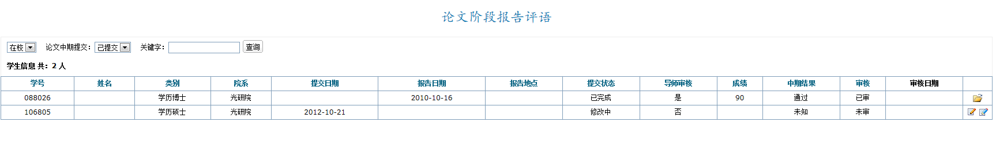 论文阶段报告评语
在校 论文中期提交: 已提交 关键字: 查询
学生信息 共: 2 人
学号 姓名 类别 院系 提交日期 报告日期 报告地点 提交状态 导师审核 成绩 中期结果 审核 审核日期
088026 学历博士 光研院 2010-10-16 已完成 是 90 通过 已审
106805 学历硕士 光研院 2012-10-21 修改中 否 未知 未审